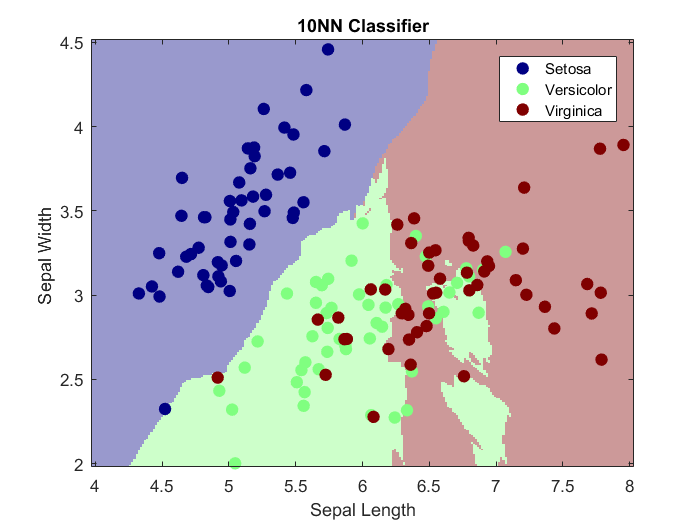 10NN Classifier
Setosa
Versicolor
Virginica
Sepal Width
4.5
4
3.5
3
2.5
2
4 4.5 5 5.5 6 6.5 7 7.5 8
Sepal Length